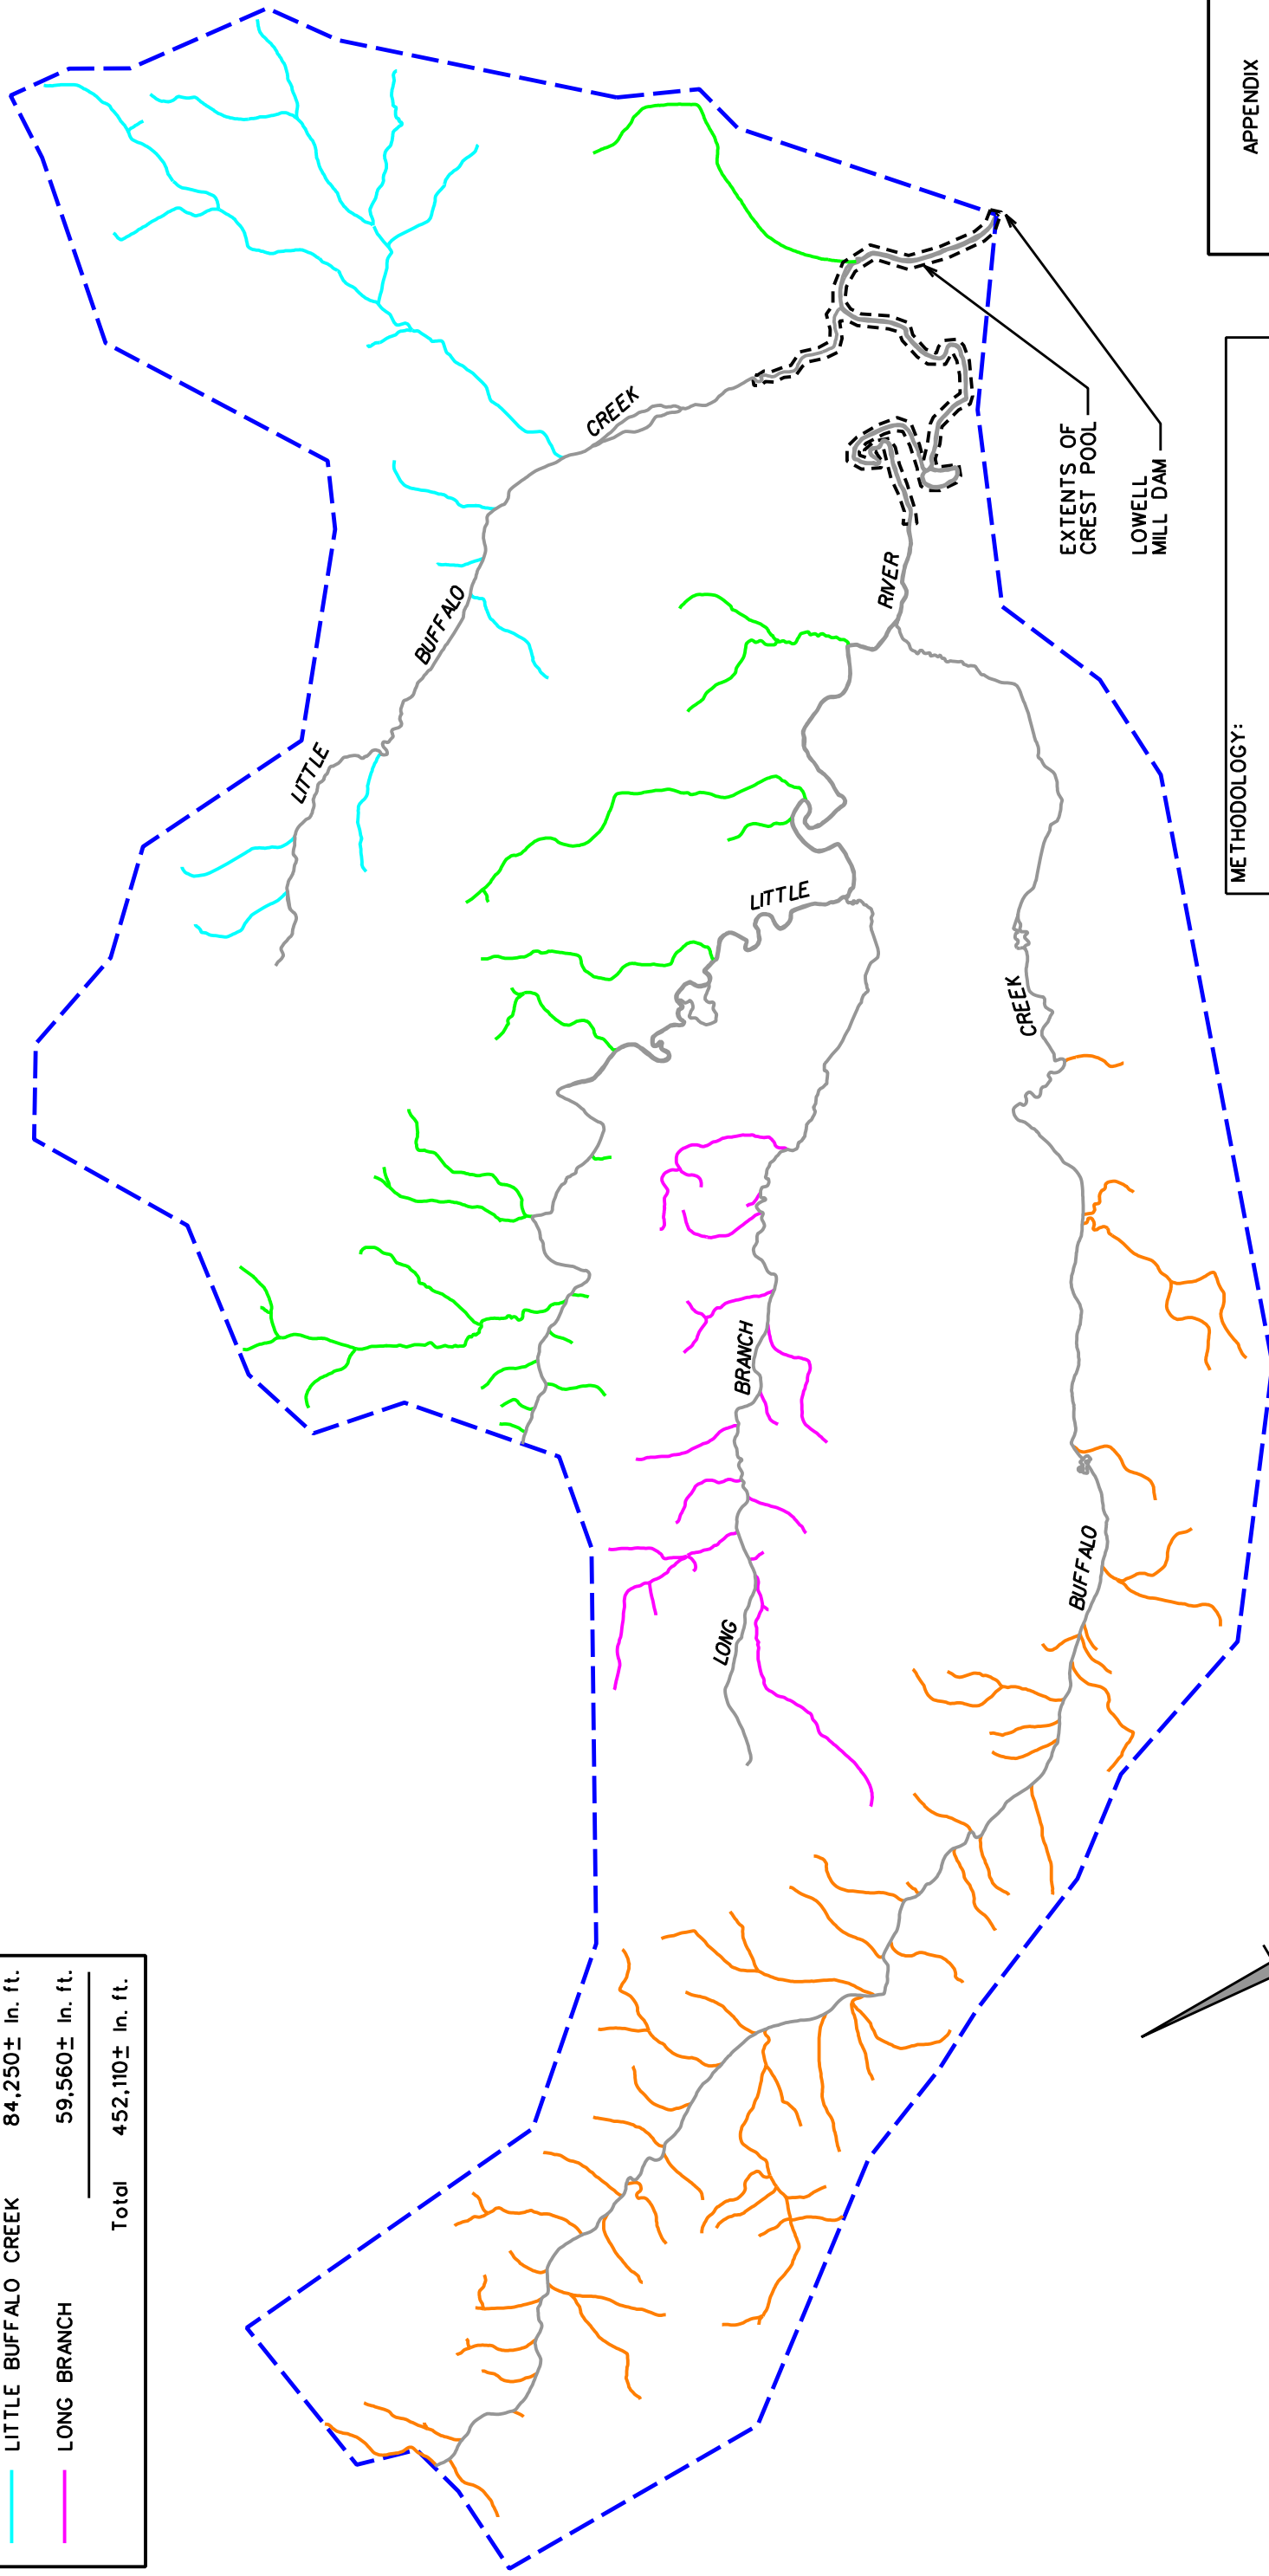 LITTLE BUFFALO CREEK 84,250± ln. ft.
LONG BRANCH 59,560± ln. ft.
Total 452,110± ln. ft.
LITTLE
BUFFALO
CREEK
LITTLE
RIVER
LONG
BRANCH
BUFFALO
CREEK
EXTENTS OF
CREST POOL
LOWELL
MILL DAM
METHODOLOGY:
APPENDIX